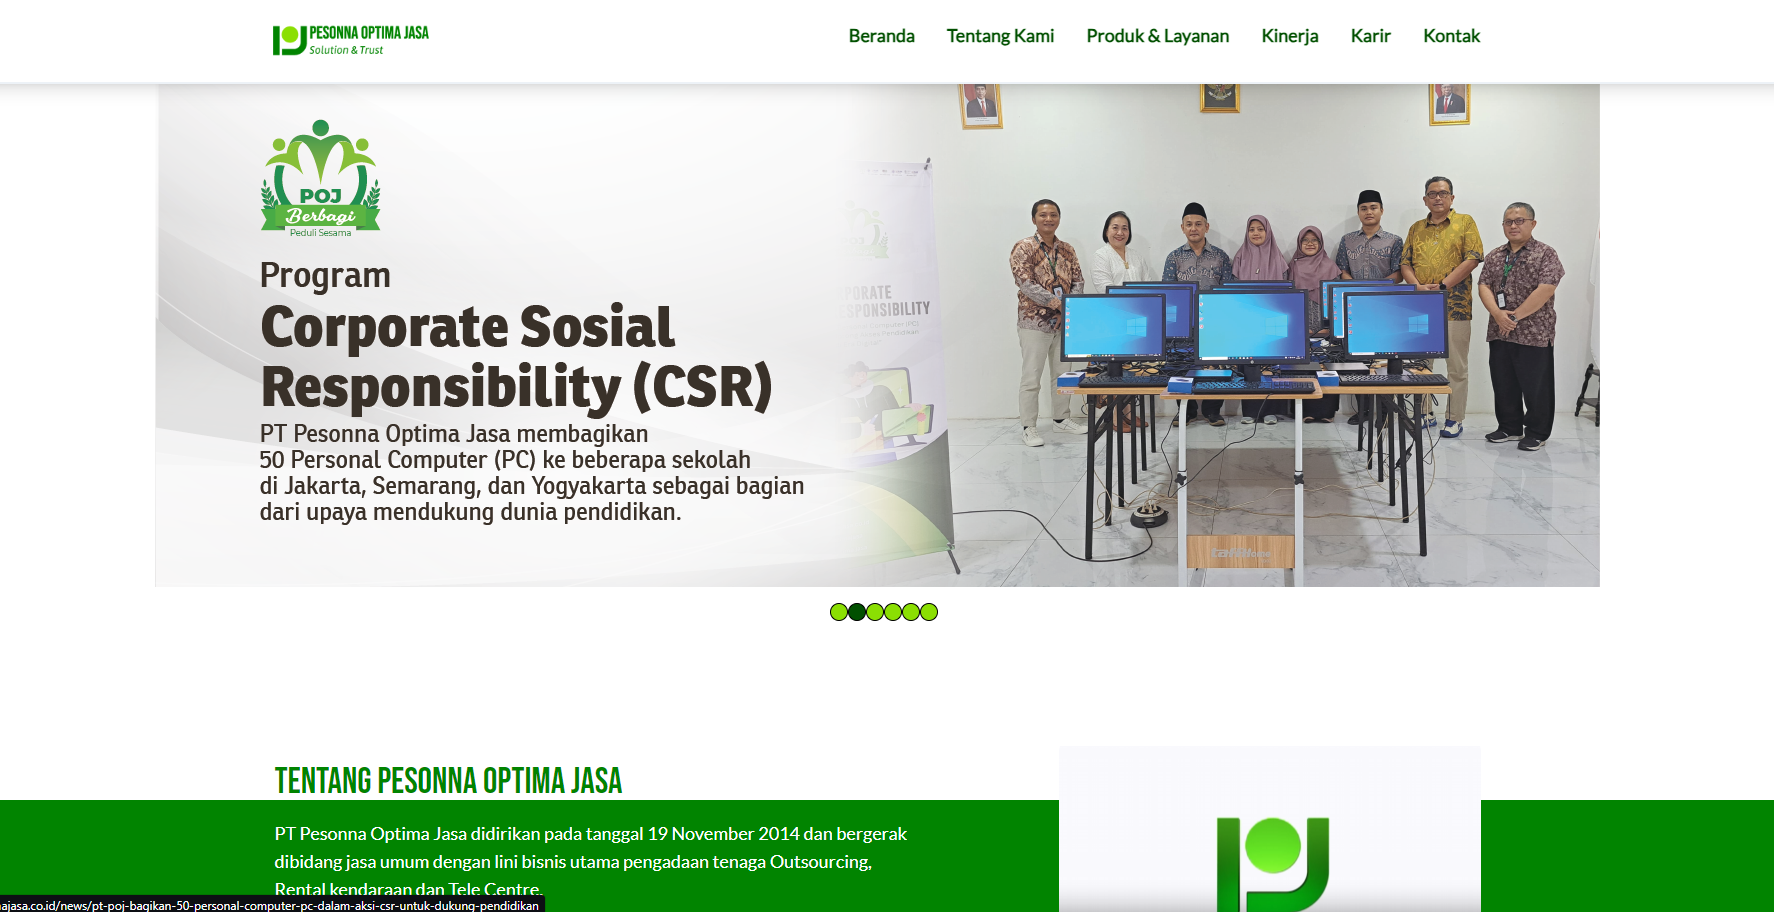 PESONNA OPTIMA JASA
Solution & Trust
Beranda
Tentang Kami
Produk & Layanan
Kinerja
Karir
Kontak
POJ
Berbagi
Peduli Sesama
Program
Corporate Sosial
Responsibility (CSR)
PT Pesonna Optima Jasa membagikan
50 Personal Computer (PC) ke beberapa sekolah
di Jakarta, Semarang, dan Yogyakarta sebagai bagian
dari upaya mendukung dunia pendidikan.
TENTANG PESONNA OPTIMA JASA
PT Pesonna Optima Jasa didirikan pada tanggal 19 November 2014 dan bergerak
dibidang jasa umum dengan lini bisnis utama pengadaan tenaga Outsourcing,
Rental kendaraan dan Tele Centre.
ajasa.co.id/news/pt-poj-bagikan-50-personal-computer-pc-dalam-aksi-csr-untuk-dukung-pendidikan